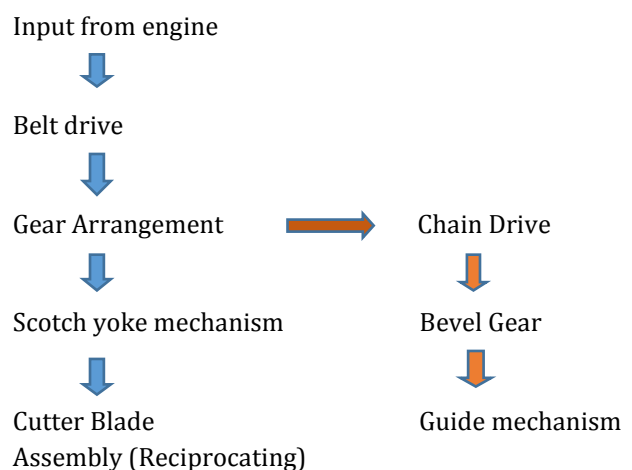 Input from engine
Belt drive
Gear Arrangement
Chain Drive
Scotch yoke mechanism
Bevel Gear
Cutter Blade
Assembly (Reciprocating)
Guide mechanism